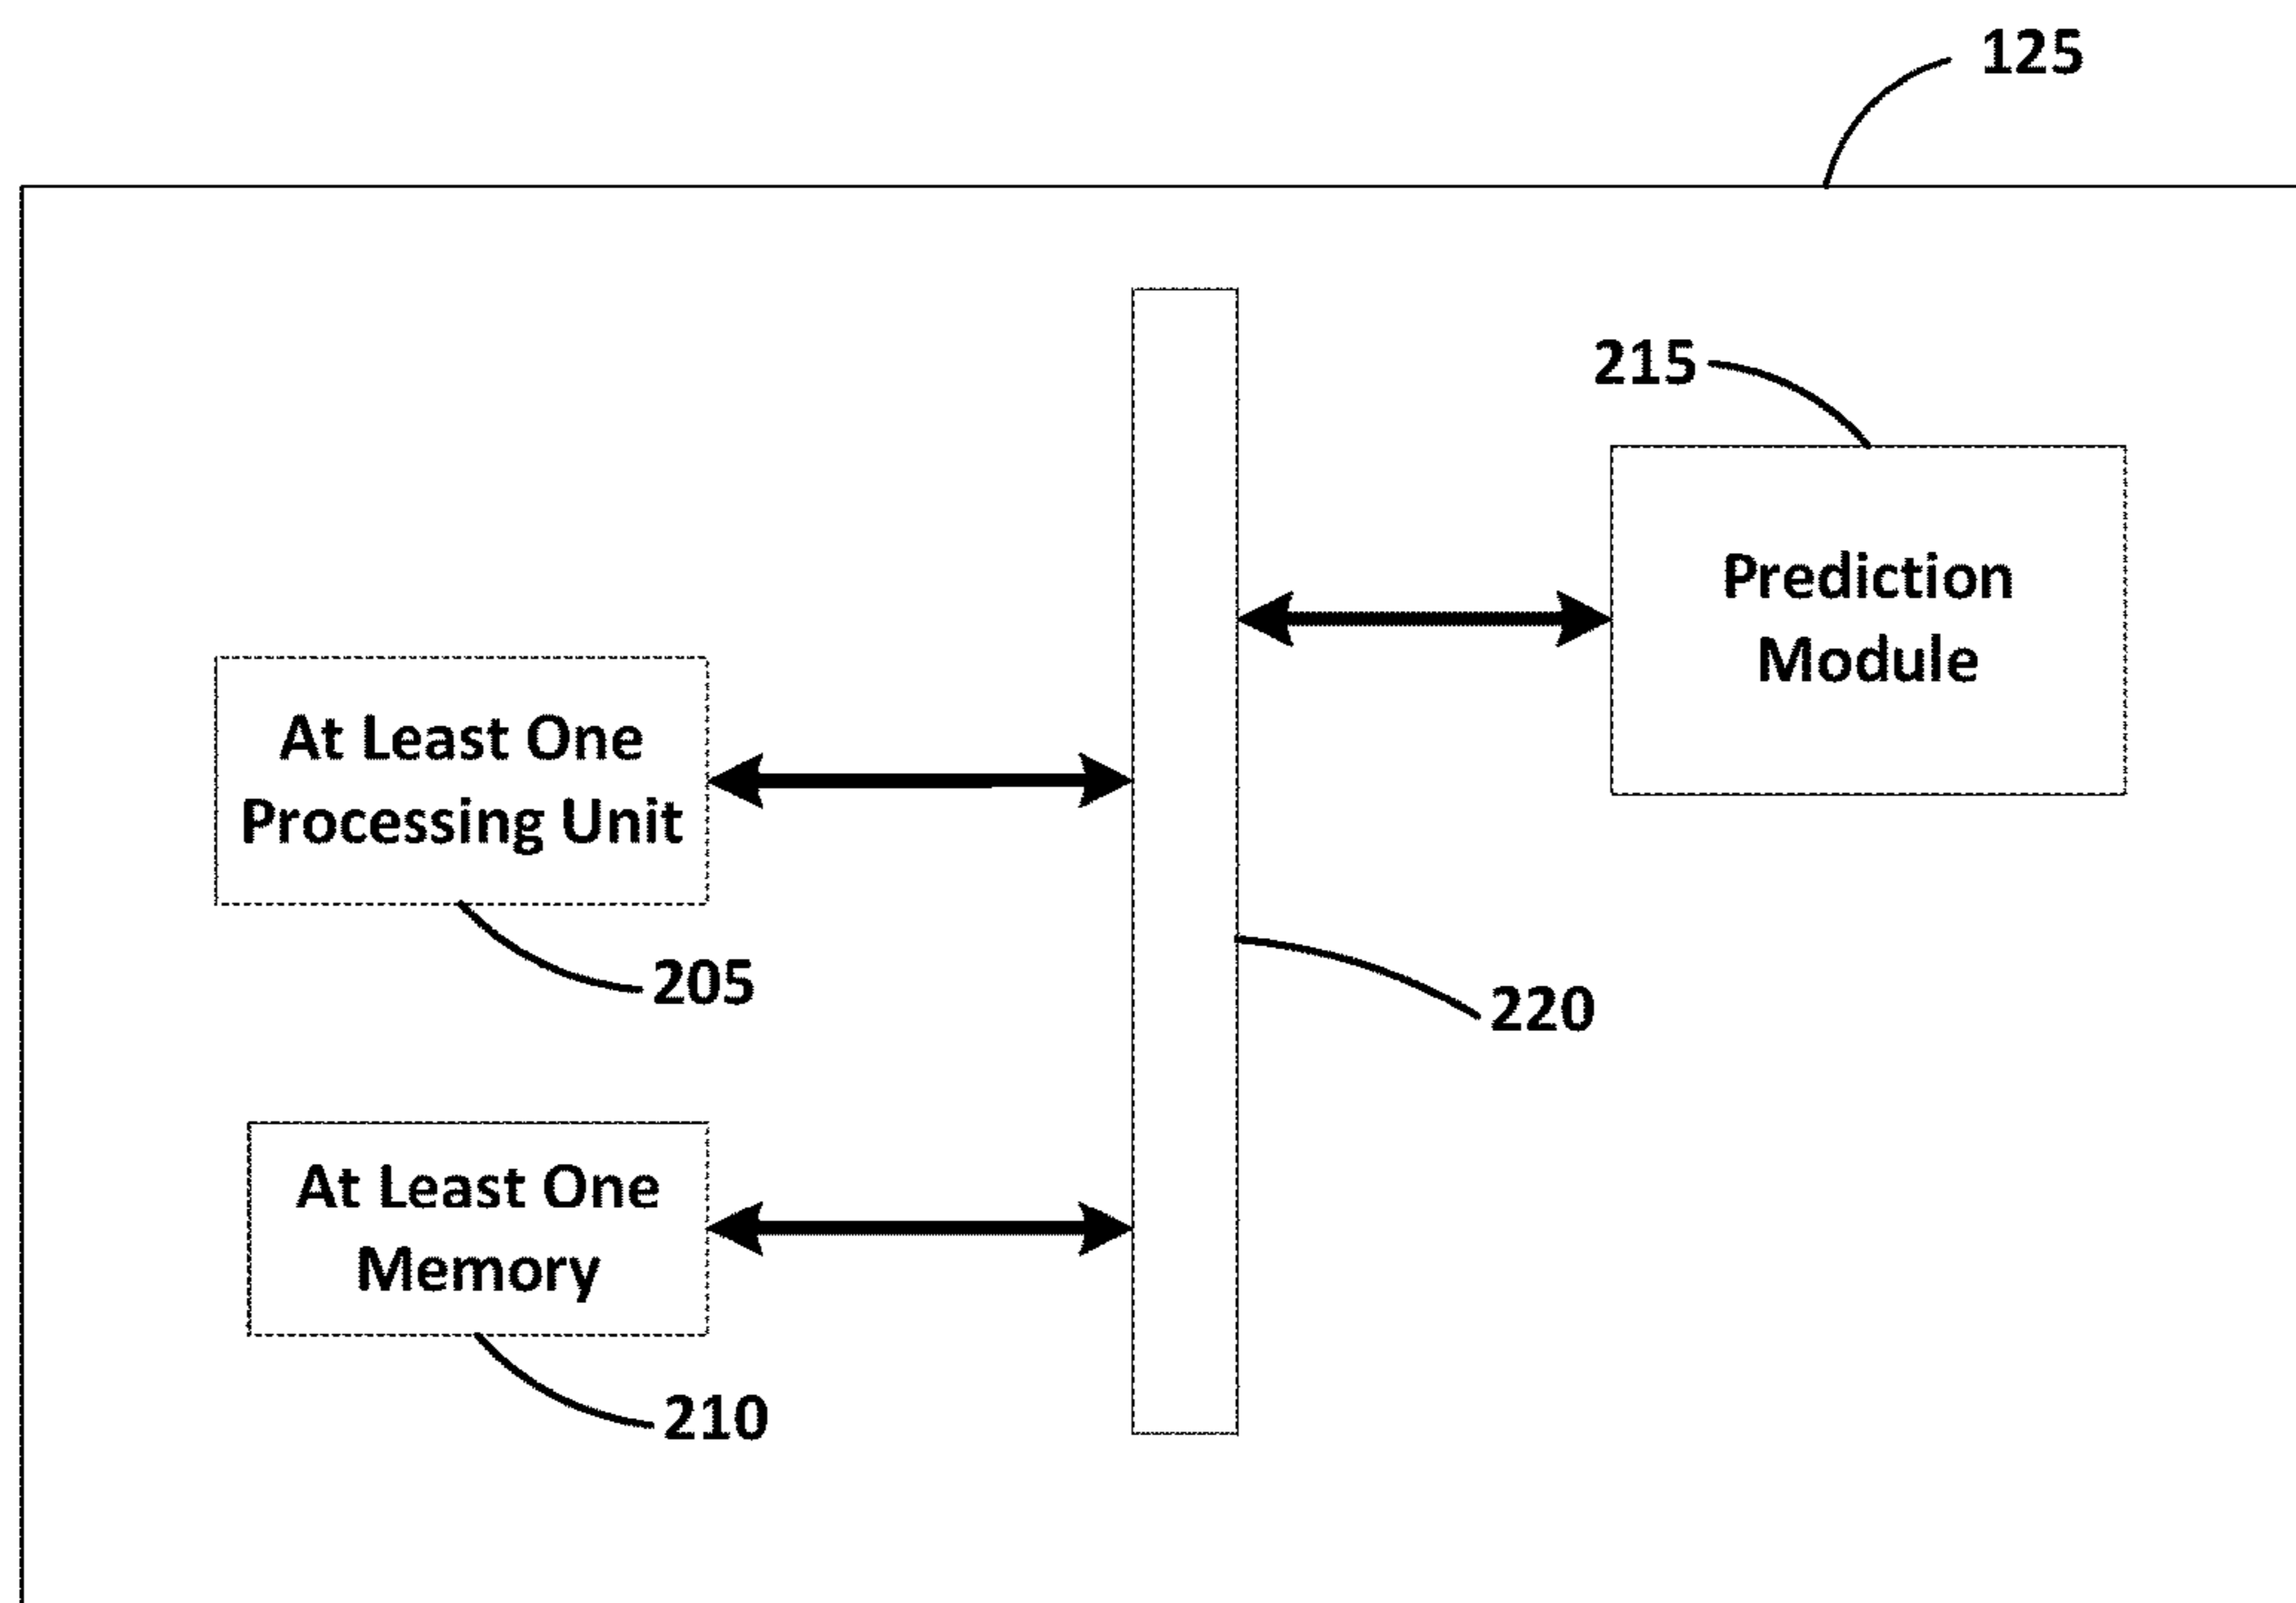 125
215
Prediction
Module
At Least One
Processing Unit
205
220
At Least One
Memory
210